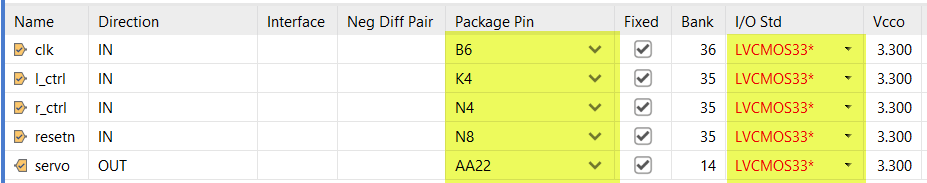 Name Direction Interface Neg Diff Pair Package Pin Fixed Bank I/O Std Vcco
clk IN B6 36 LVCMOS33* 3.300
l_ctrl IN K4 35 LVCMOS33* 3.300
r_ctrl IN N4 35 LVCMOS33* 3.300
resetn IN N8 35 LVCMOS33* 3.300
servo OUT AA22 14 LVCMOS33* 3.300